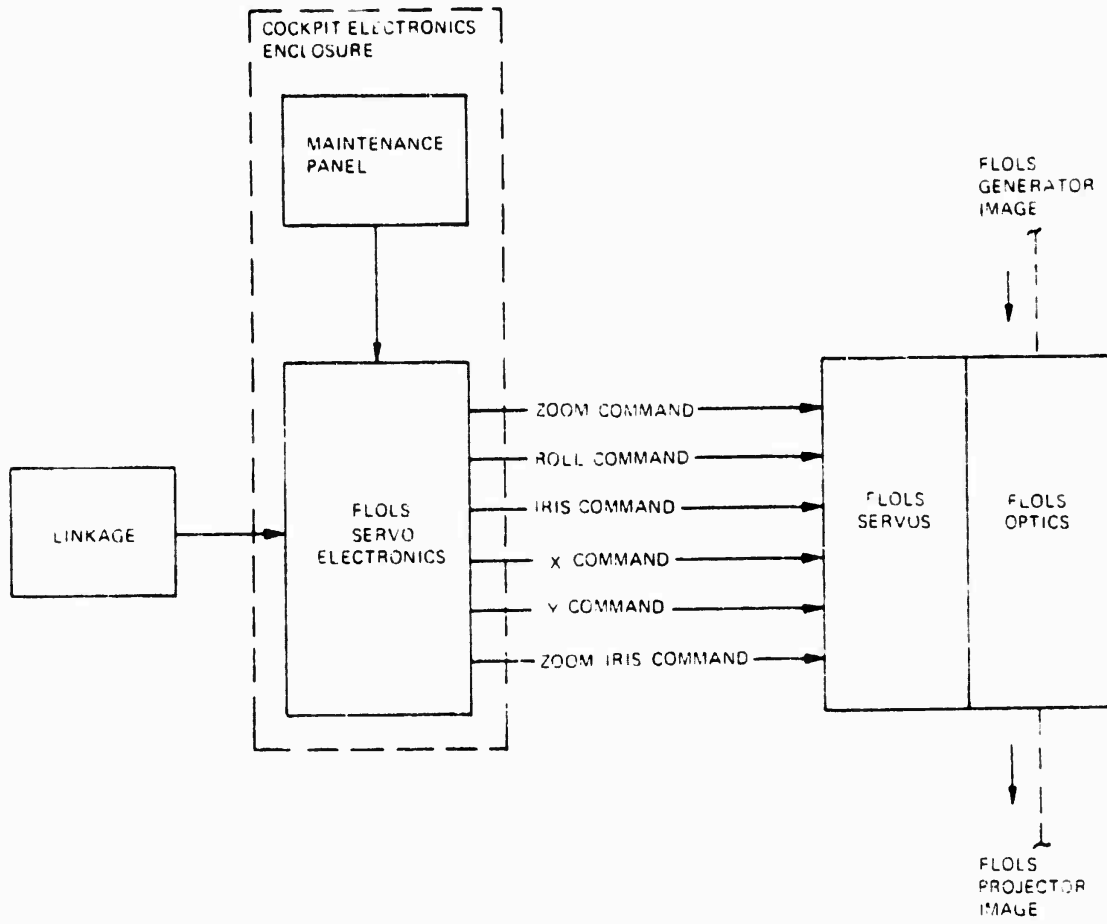 COCKPIT ELECTRONICS
ENCLOSURE
MAINTENANCE
PANEL
FLOLS
GENERATOR
IMAGE
ZOOM COMMAND
ROLL COMMAND
IRIS COMMAND
X COMMAND
Y COMMAND
ZOOM IRIS COMMAND
LINKAGE
FLOLS
SERVO
ELECTRONICS
FLOLS
SERVOS
FLOLS
OPTICS
FLOLS
PROJECTOR
IMAGE